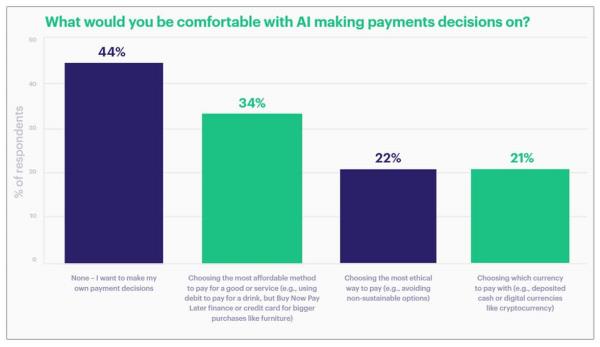 What would you be comfortable with AI making payments decisions on?
% of respondents
50
40
30
20
10
0
44%
34%
22%
21%
None – I want to make my
own payment decisions
Choosing the most affordable method
to pay for a good or service (e.g., using
debit to pay for a drink, but Buy Now Pay
Later finance or credit card for bigger
purchases like furniture)
Choosing the most ethical
way to pay (e.g., avoiding
non-sustainable options)
Choosing which currency
to pay with (e.g., deposited
cash or digital currencies
like cryptocurrency)